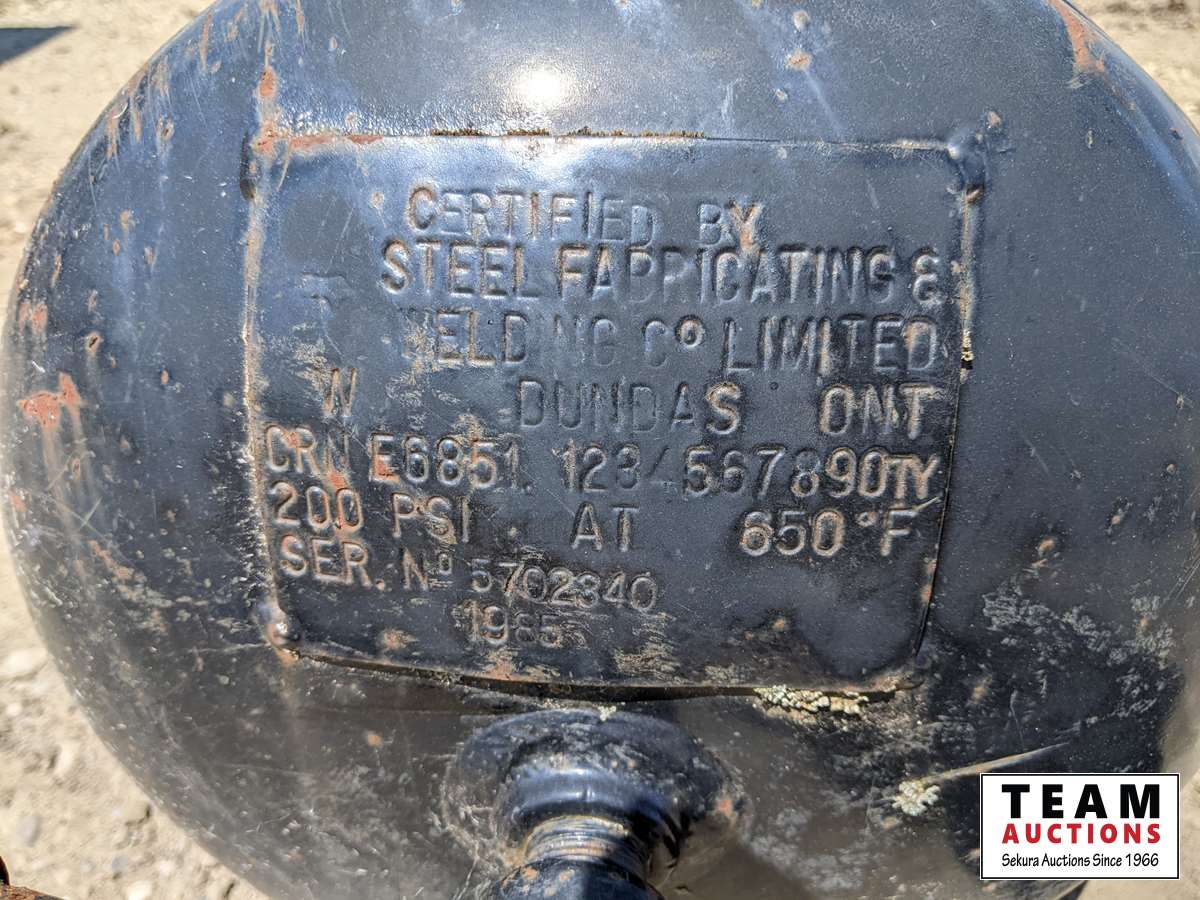 CERTIFIED BY
STEEL FABRICATING &
WELDING Cº LIMITED
W DUNDAS ONT
CRN E6851. 123/567890TY
200 PSI AT 650°F
SER. Nº 5702340
1985
TEAM
AUCTIONS
Sekura Auctions Since 1966